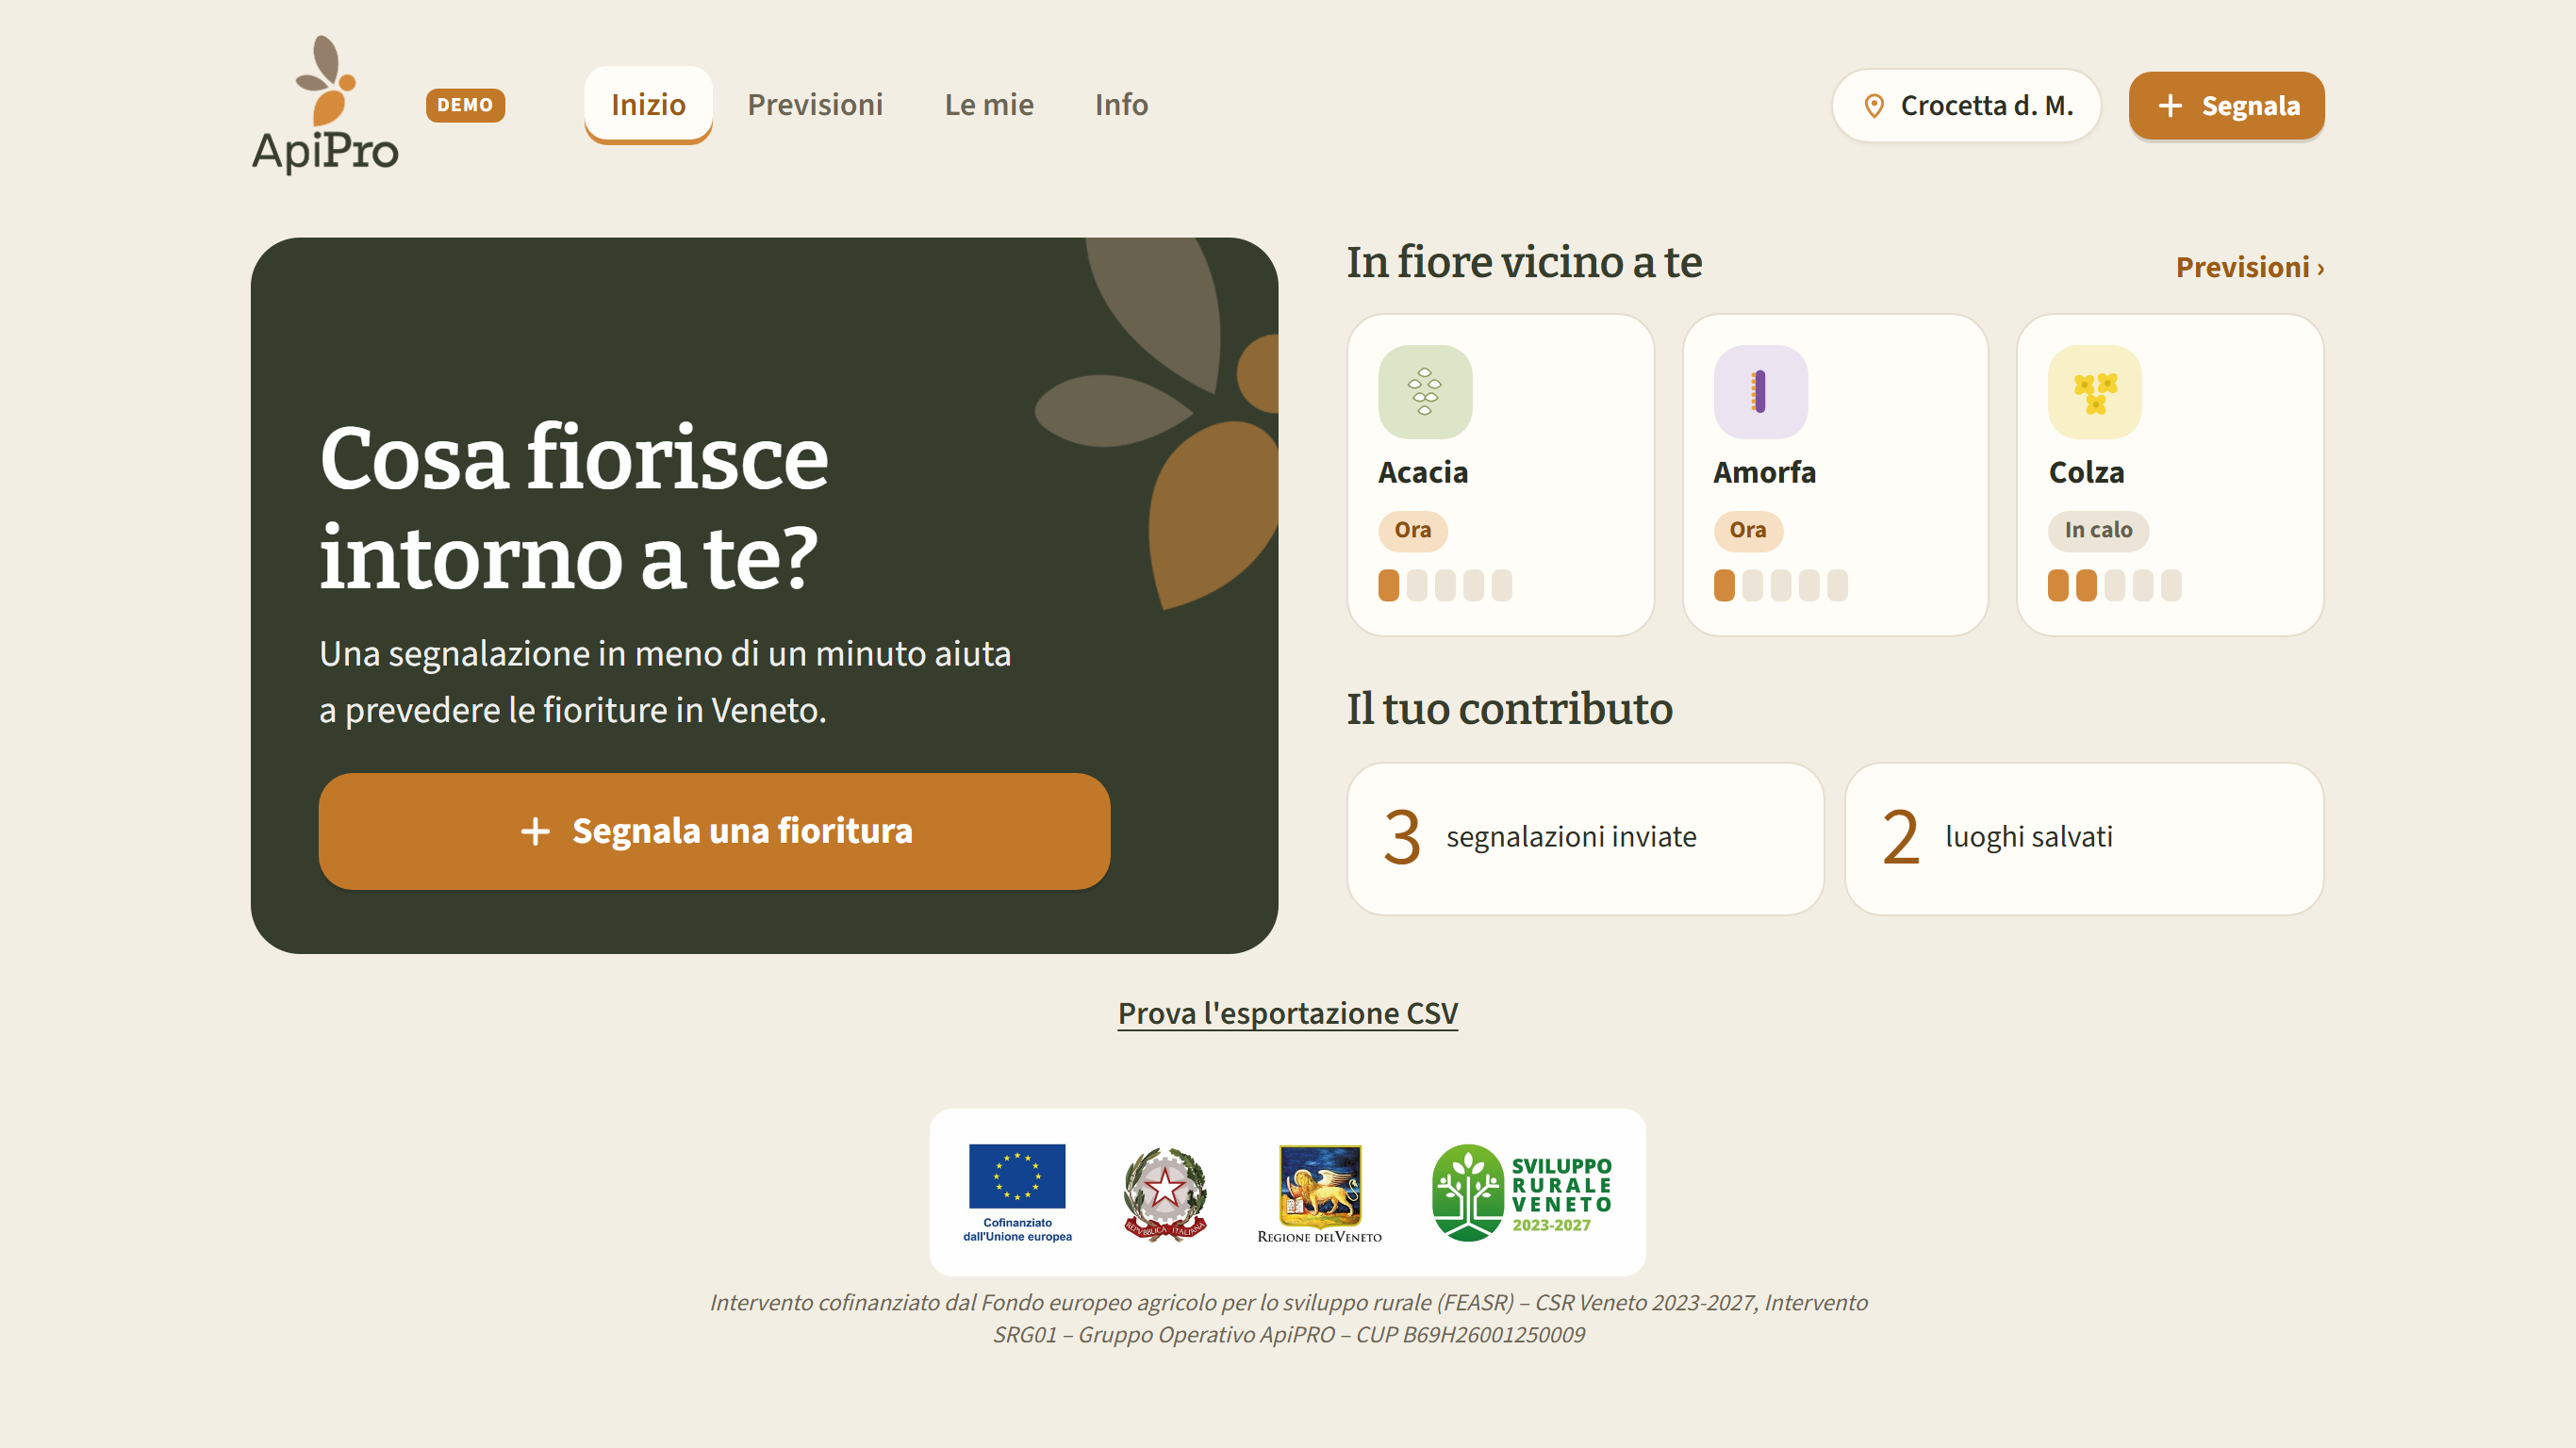 ApiPro
DEMO
Inizio
Previsioni
Le mie
Info
Crocetta d. M.
+ Segnala
Cosa fiorisce
intorno a te?
Una segnalazione in meno di un minuto aiuta
a prevedere le fioriture in Veneto.
+ Segnala una fioritura
In fiore vicino a te
Previsioni ›
Acacia
Ora
Amorfa
Ora
Colza
In calo
Il tuo contributo
3 segnalazioni inviate
2 luoghi salvati
Prova l'esportazione CSV
Cofinanziato
dall'Unione europea
REPVBBLICA ITALIANA
REGIONE DEL VENETO
SVILUPPO
RURALE
VENETO
2023-2027
Intervento cofinanziato dal Fondo europeo agricolo per lo sviluppo rurale (FEASR) – CSR Veneto 2023-2027, Intervento
SRG01 – Gruppo Operativo ApiPRO – CUP B69H26001250009